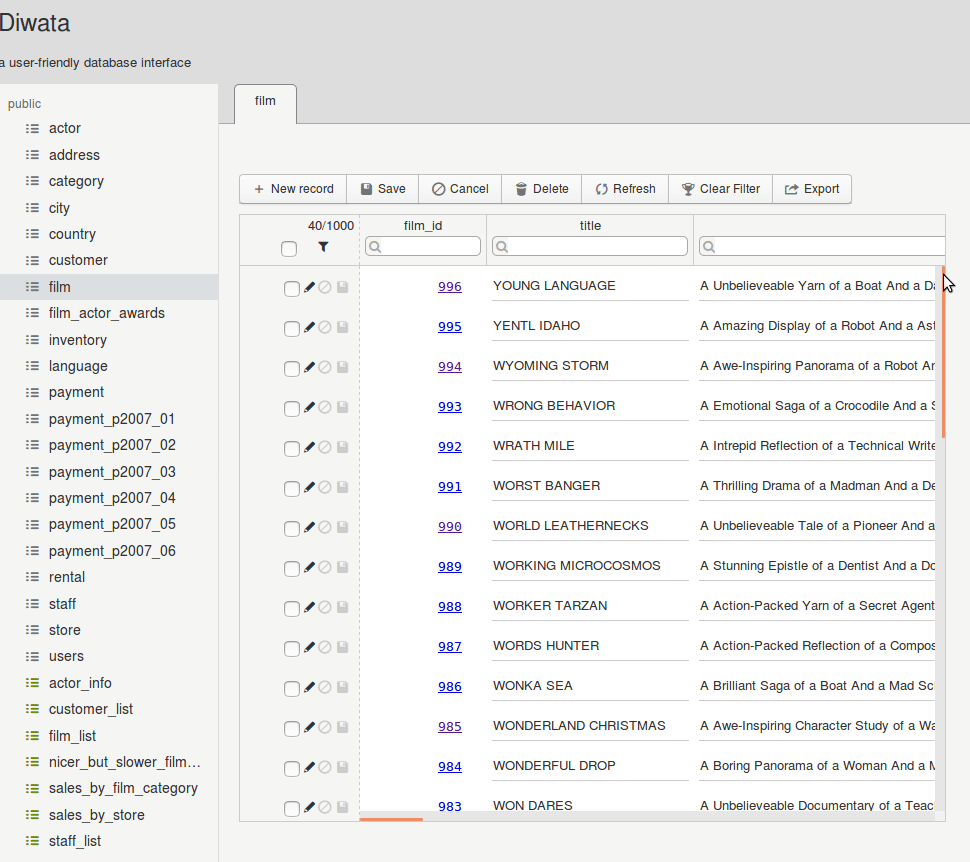 Diwata
a user-friendly database interface
public
actor
address
category
city
country
customer
film
film_actor_awards
inventory
language
payment
payment_p2007_01
payment_p2007_02
payment_p2007_03
payment_p2007_04
payment_p2007_05
payment_p2007_06
rental
staff
store
users
actor_info
customer_list
film_list
nicer_but_slower_film…
sales_by_film_category
sales_by_store
staff_list
film
New record Save Cancel Delete Refresh Clear Filter Export
40/1000 film_id title
996 YOUNG LANGUAGE A Unbelieveable Yarn of a Boat And a Da
995 YENTL IDAHO A Amazing Display of a Robot And a Ast
994 WYOMING STORM A Awe-Inspiring Panorama of a Robot An
993 WRONG BEHAVIOR A Emotional Saga of a Crocodile And a S
992 WRATH MILE A Intrepid Reflection of a Technical Write
991 WORST BANGER A Thrilling Drama of a Madman And a De
990 WORLD LEATHERNECKS A Unbelieveable Tale of a Pioneer And a
989 WORKING MICROCOSMOS A Stunning Epistle of a Dentist And a Do
988 WORKER TARZAN A Action-Packed Yarn of a Secret Agent
987 WORDS HUNTER A Action-Packed Reflection of a Compos
986 WONKA SEA A Brilliant Saga of a Boat And a Mad Sc
985 WONDERLAND CHRISTMAS A Awe-Inspiring Character Study of a Wa
984 WONDERFUL DROP A Boring Panorama of a Woman And a M
983 WON DARES A Unbelieveable Documentary of a Teac